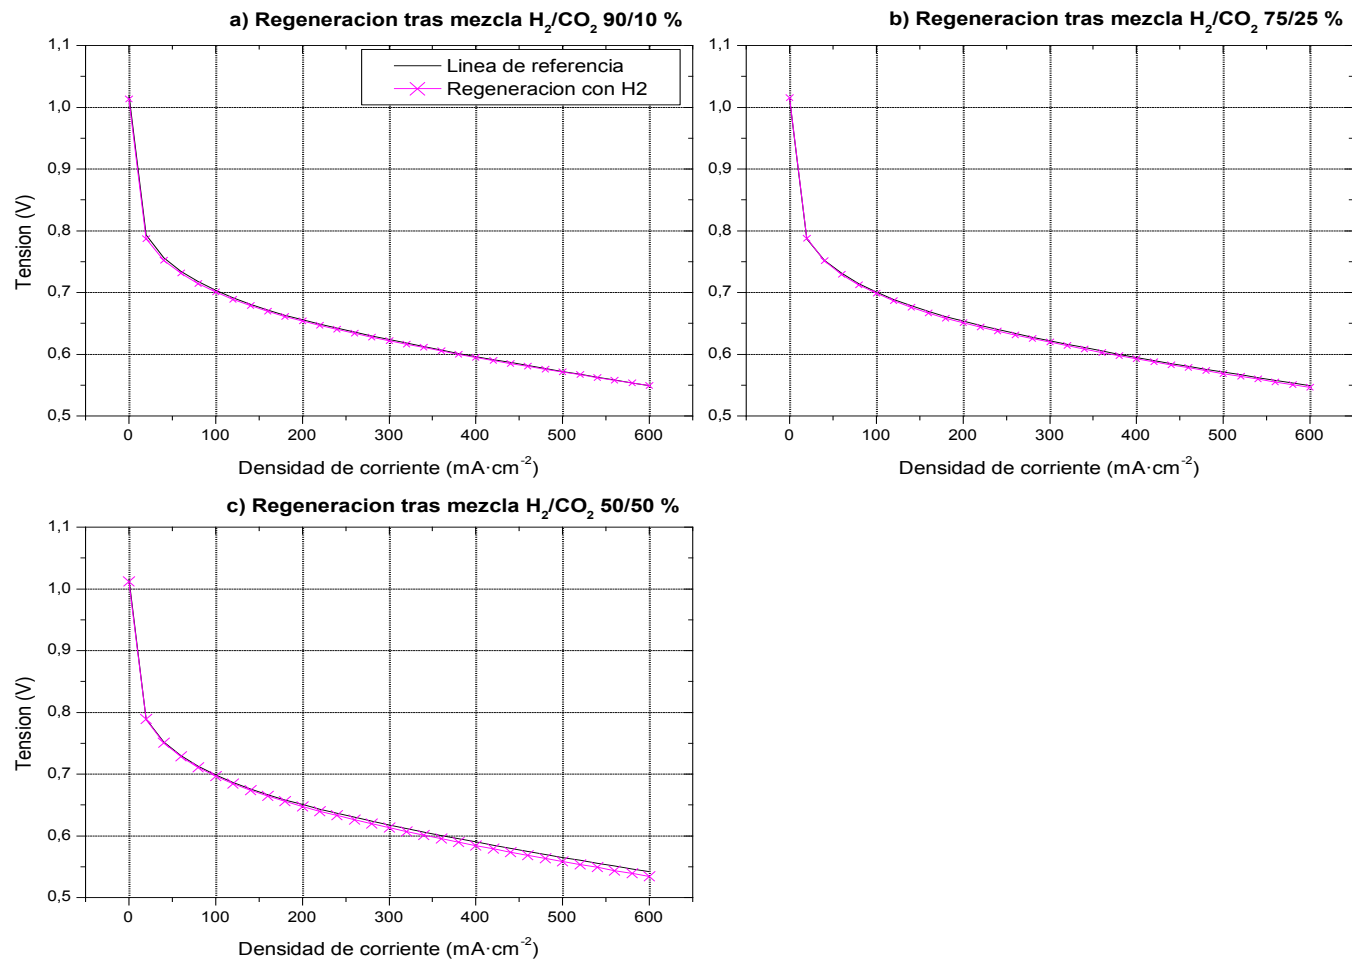 a) Regeneracion tras mezcla H2/CO2 90/10 %
Linea de referencia
Regeneracion con H2
Tension (V)
1,1
1,0
0,9
0,8
0,7
0,6
0,5
0 100 200 300 400 500 600
Densidad de corriente (mA·cm-2)
b) Regeneracion tras mezcla H2/CO2 75/25 %
1,1
1,0
0,9
0,8
0,7
0,6
0,5
0 100 200 300 400 500 600
Densidad de corriente (mA·cm-2)
c) Regeneracion tras mezcla H2/CO2 50/50 %
Tension (V)
1,1
1,0
0,9
0,8
0,7
0,6
0,5
0 100 200 300 400 500 600
Densidad de corriente (mA·cm-2)